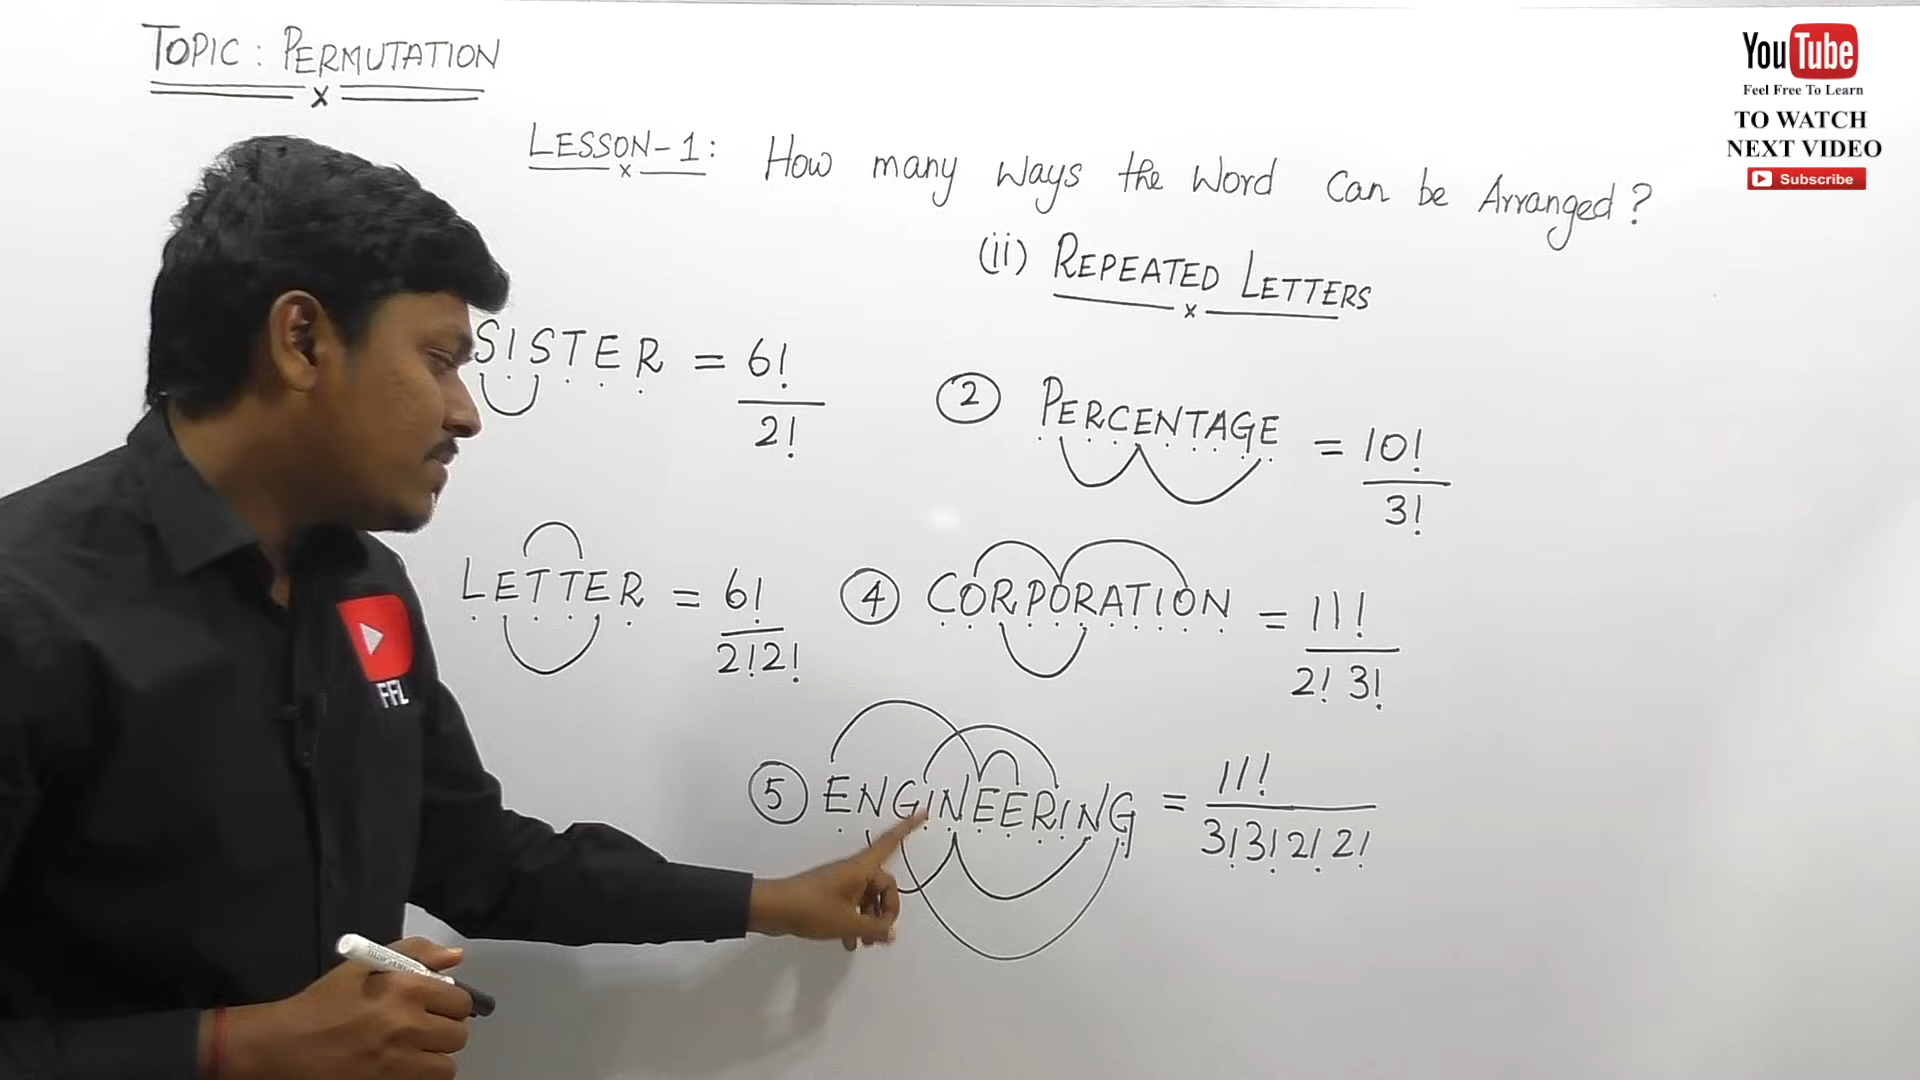 TOPIC : PERMUTATION
x
LESSON-1: How many ways the Word can be Arranged?
x
(ii) REPEATED LETTERS
x
SISTER = 6!
2!
2 PERCENTAGE = 10!
3!
LETTER = 6!
2!2!
4 CORPORATION = 11!
2! 3!
5 ENGINEERING = 11!
3!3!2!2!
FFL
YouTube
Feel Free To Learn
TO WATCH
NEXT VIDEO
Subscribe